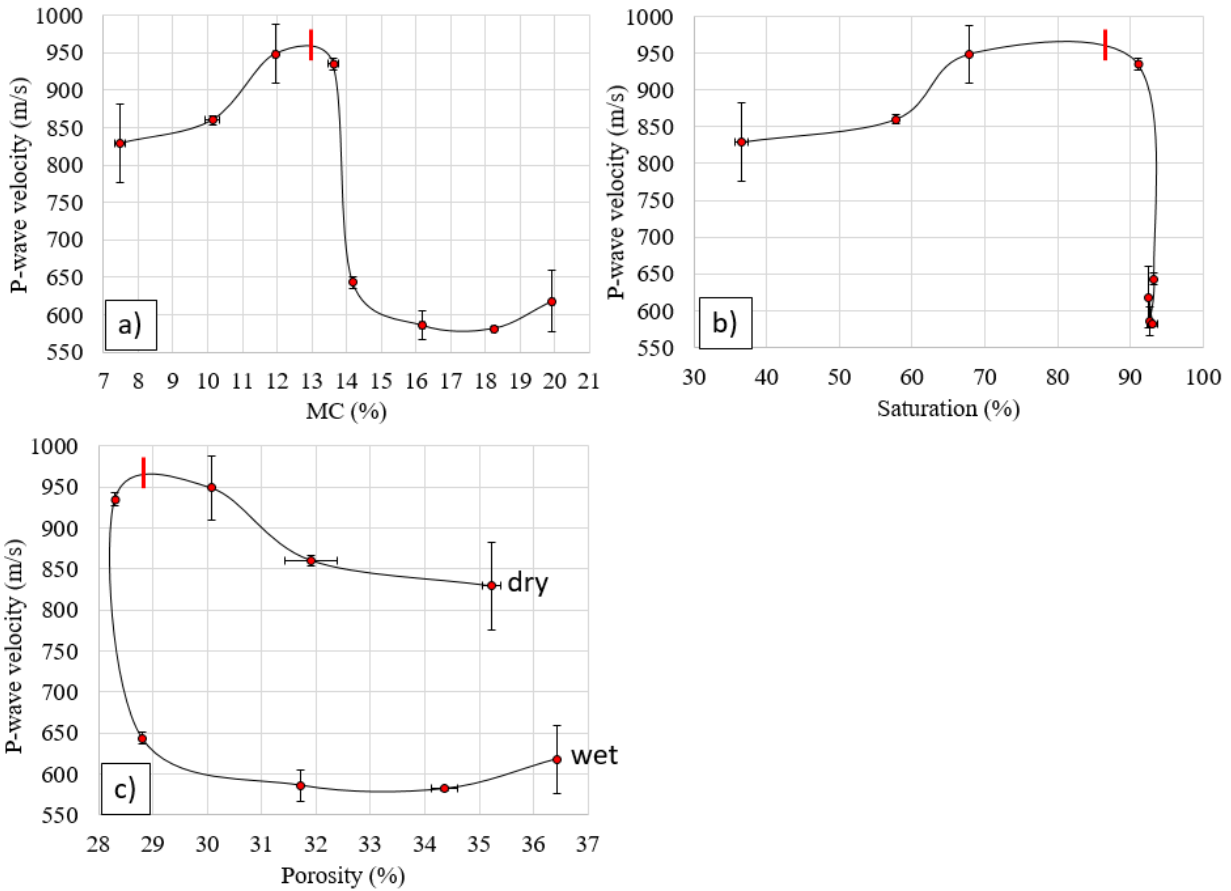 1000
950
900
850
800
750
700
650
600
550
P-wave velocity (m/s)
a)
7 8 9 10 11 12 13 14 15 16 17 18 19 20 21
MC (%)
1000
950
900
850
800
750
700
650
600
550
P-wave velocity (m/s)
b)
30 40 50 60 70 80 90 100
Saturation (%)
1000
950
900
850
800
750
700
650
600
550
P-wave velocity (m/s)
dry
wet
c)
28 29 30 31 32 33 34 35 36 37
Porosity (%)